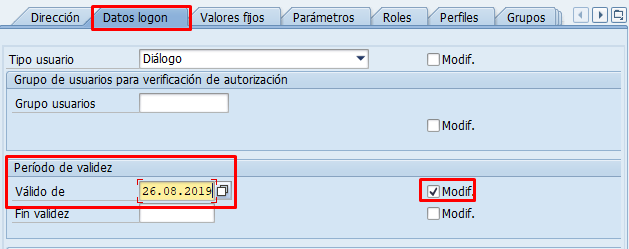 Dirección Datos logon Valores fijos Parámetros Roles Perfiles Grupos
Tipo usuario Diálogo Modif.
Grupo de usuarios para verificación de autorización
Grupo usuarios
Modif.
Período de validez
Válido de 26.08.2019 Modif.
Fin validez Modif.